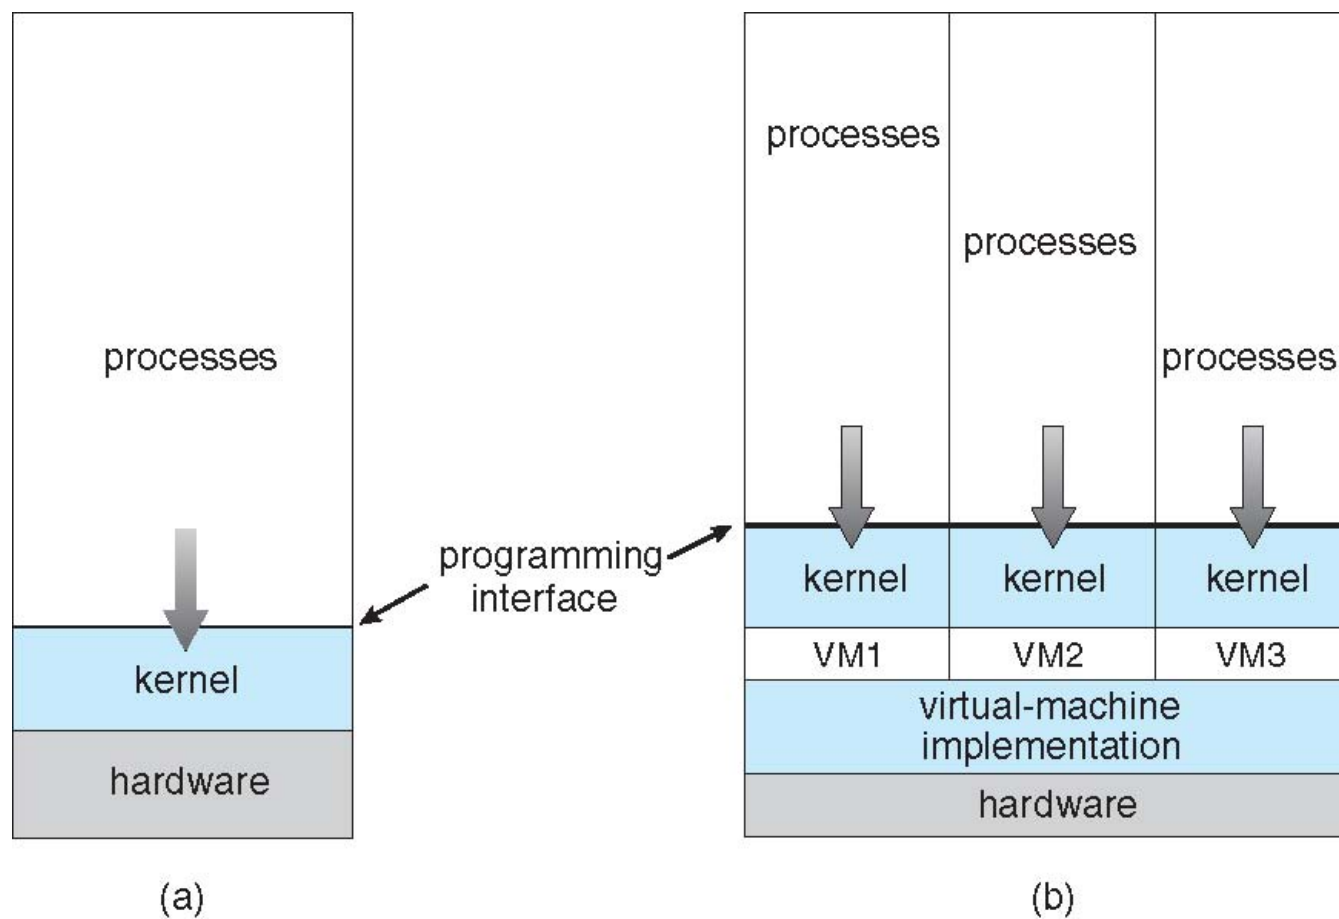 processes
kernel
hardware
(a)
programming
interface
processes
processes
processes
kernel
kernel
kernel
VM1
VM2
VM3
virtual-machine
implementation
hardware
(b)